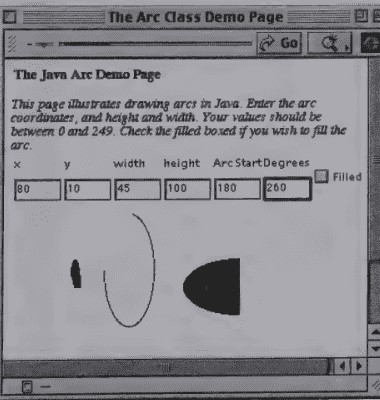 The Arc Class Demo Page
Go
The Java Arc Demo Page
This page illustrates drawing arcs in Java. Enter the arc
coordinates, and height and width. Your values should be
between 0 and 249. Check the filled boxed if you wish to fill the
arc.
x y width height Arc Start Degrees
80 10 45 100 180 260 Filled